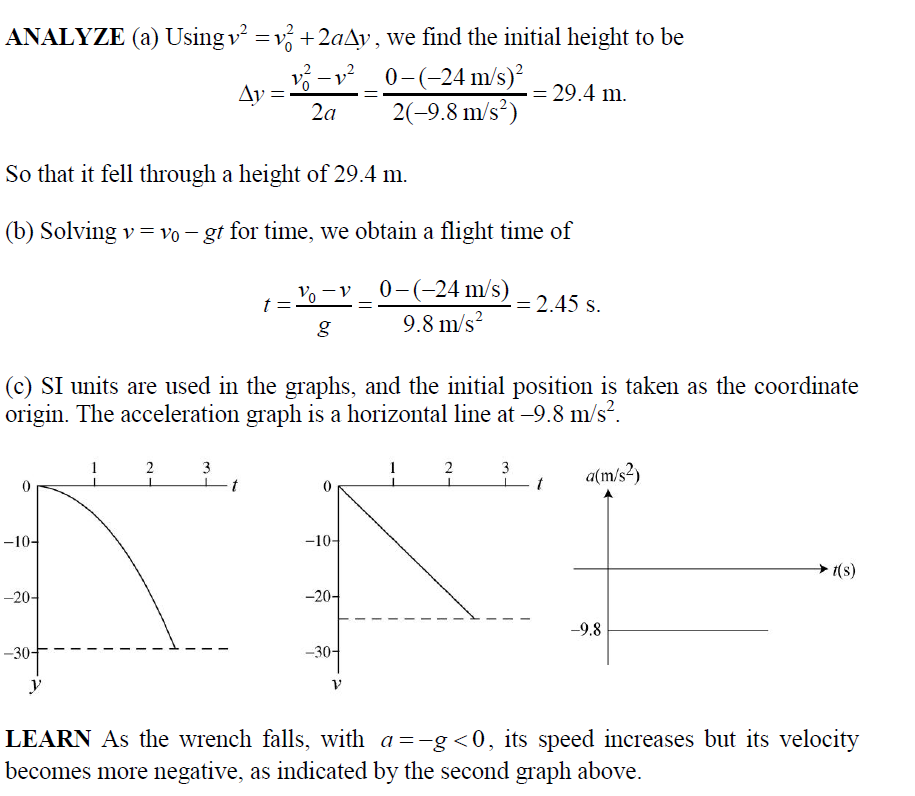 ANALYZE (a) Using v² = v₀² + 2aΔy, we find the initial height to be
Δy = (v₀² − v²)/(2a) = (0 − (−24 m/s)²)/(2(−9.8 m/s²)) = 29.4 m.
So that it fell through a height of 29.4 m.
(b) Solving v = v₀ − gt for time, we obtain a flight time of
t = (v₀ − v)/g = (0 − (−24 m/s))/(9.8 m/s²) = 2.45 s.
(c) SI units are used in the graphs, and the initial position is taken as the coordinate
origin. The acceleration graph is a horizontal line at −9.8 m/s².
1 2 3
0 t
−10
−20
−30
y
1 2 3
0 t
−10
−20
−30
v
a(m/s²)
t(s)
−9.8
LEARN As the wrench falls, with a = −g < 0, its speed increases but its velocity
becomes more negative, as indicated by the second graph above.